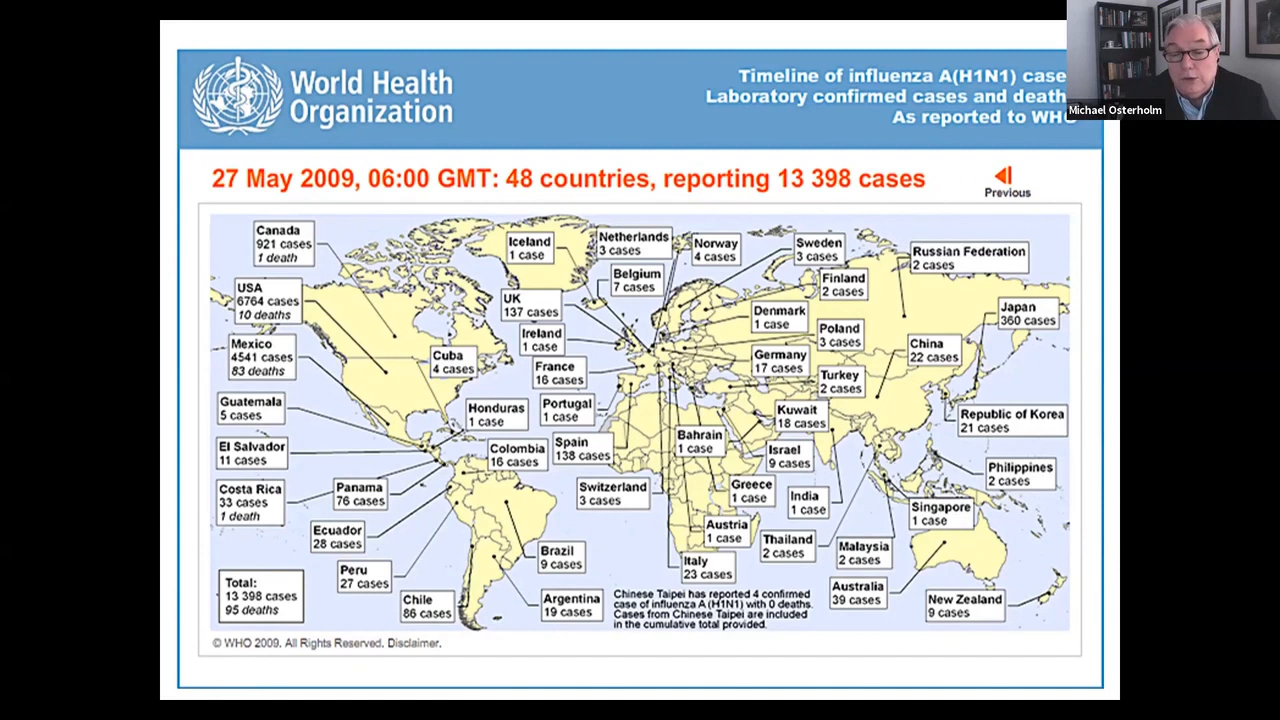 World Health
Organization
Timeline of influenza A(H1N1) case
Laboratory confirmed cases and death
As reported to WHO
Michael Osterholm
27 May 2009, 06:00 GMT: 48 countries, reporting 13 398 cases
Previous
Canada
921 cases
1 death
Iceland
1 case
Netherlands
3 cases
Norway
4 cases
Sweden
3 cases
Russian Federation
2 cases
USA
6764 cases
10 deaths
Belgium
7 cases
Finland
2 cases
UK
137 cases
Denmark
1 case
Japan
360 cases
Mexico
4541 cases
83 deaths
Cuba
4 cases
Ireland
1 case
Poland
3 cases
China
22 cases
France
16 cases
Germany
17 cases
Turkey
2 cases
Guatemala
5 cases
Honduras
1 case
Portugal
1 case
Kuwait
18 cases
Republic of Korea
21 cases
El Salvador
11 cases
Colombia
16 cases
Spain
138 cases
Bahrain
1 case
Israel
9 cases
Philippines
2 cases
Costa Rica
33 cases
1 death
Panama
76 cases
Switzerland
3 cases
Greece
1 case
India
1 case
Singapore
1 case
Ecuador
28 cases
Austria
1 case
Thailand
2 cases
Malaysia
2 cases
Brazil
9 cases
Italy
23 cases
Peru
27 cases
Australia
39 cases
Total:
13 398 cases
95 deaths
Chile
86 cases
Argentina
19 cases
Chinese Taipei has reported 4 confirmed
case of influenza A (H1N1) with 0 deaths.
Cases from Chinese Taipei are included
in the cumulative total provided.
New Zealand
9 cases
© WHO 2009. All Rights Reserved. Disclaimer.